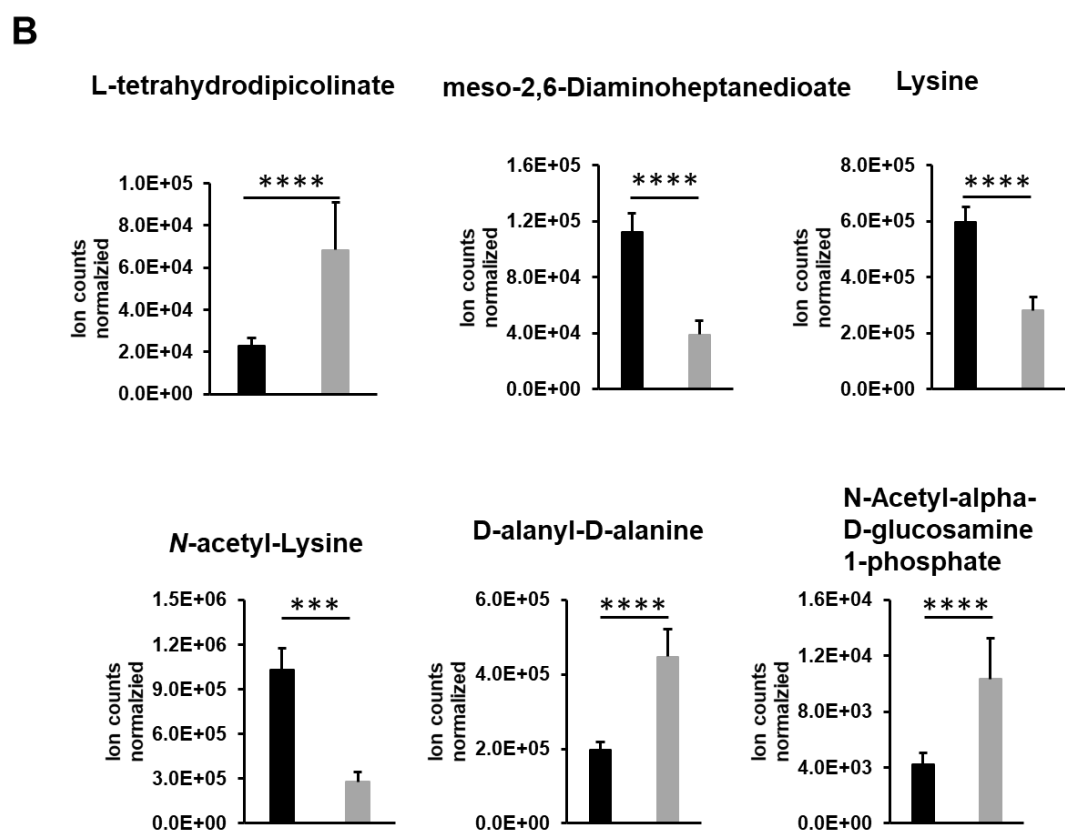 B
L-tetrahydrodipicolinate
meso-2,6-Diaminoheptanedioate
Lysine
Ion counts
normalzied
1.0E+05
8.0E+04
6.0E+04
4.0E+04
2.0E+04
0.0E+00
****
Ion counts
normalized
1.6E+05
1.2E+05
8.0E+04
4.0E+04
0.0E+00
****
Ion counts
normalized
8.0E+05
6.0E+05
4.0E+05
2.0E+05
0.0E+00
****
N-acetyl-Lysine
D-alanyl-D-alanine
N-Acetyl-alpha-
D-glucosamine
1-phosphate
Ion counts
normalzied
1.5E+06
1.2E+06
9.0E+05
6.0E+05
3.0E+05
0.0E+00
***
Ion counts
normalzied
6.0E+05
4.0E+05
2.0E+05
0.0E+00
****
Ion counts
normalzied
1.6E+04
1.2E+04
8.0E+03
4.0E+03
0.0E+00
****